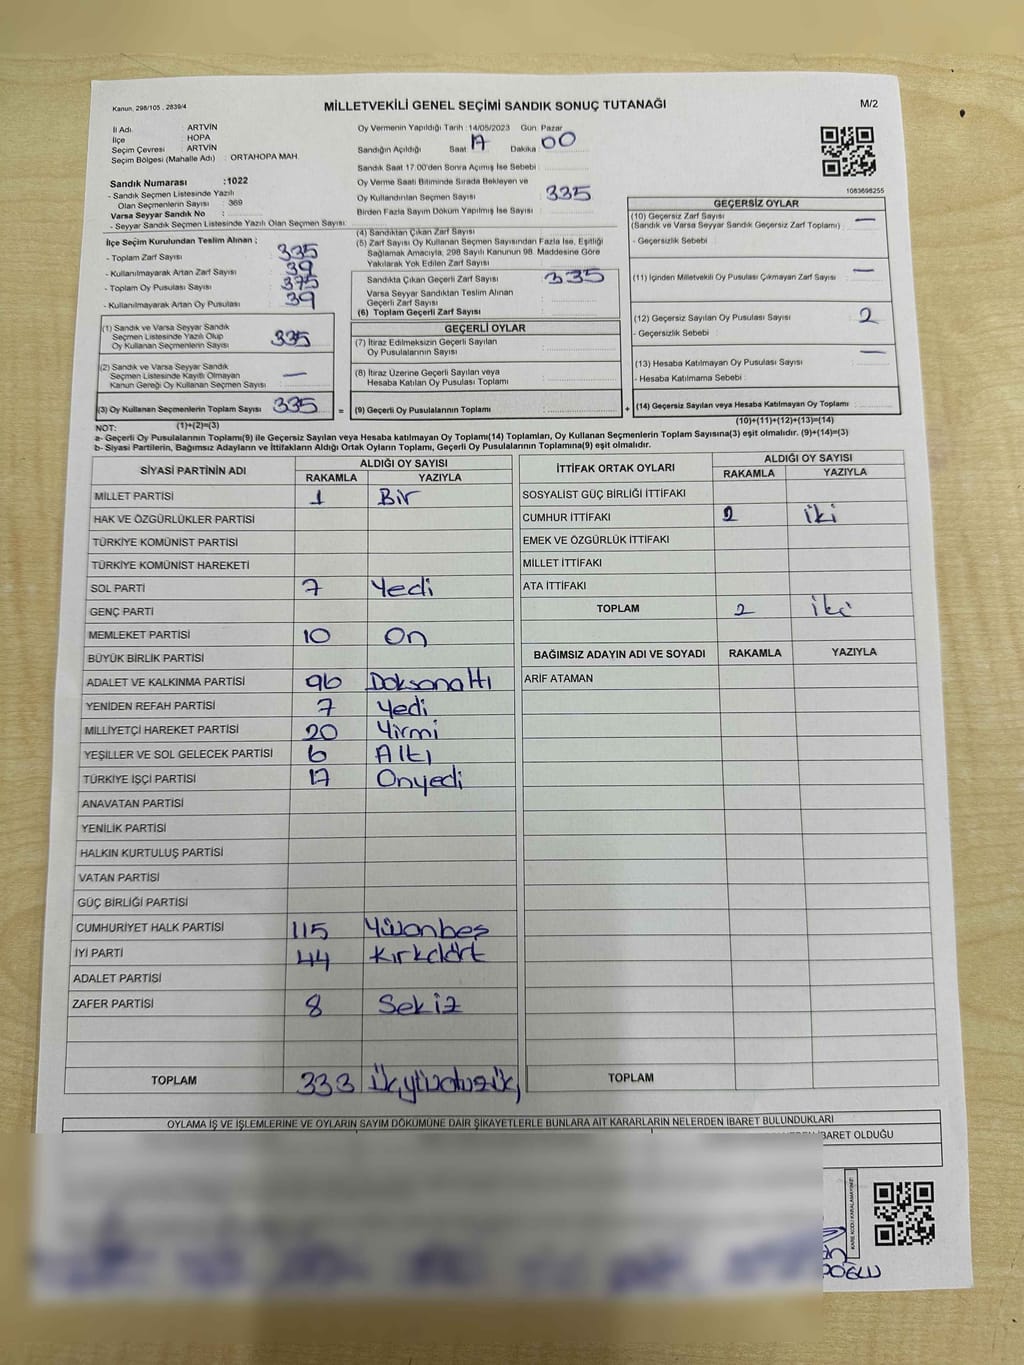 Kanun, 298/105 , 2839/4
MİLLETVEKİLİ GENEL SEÇİMİ SANDIK SONUÇ TUTANAĞI
M/2
İl Adı : ARTVİN
İlçe : HOPA
Seçim Çevresi : ARTVİN
Seçim Bölgesi (Mahalle Adı) : ORTAHOPA MAH.
Sandık Numarası :1022
- Sandık Seçmen Listesinde Yazılı
Olan Seçmenlerin Sayısı : 369
Varsa Seyyar Sandık No :
- Seyyar Sandık Seçmen Listesinde Yazılı Olan Seçmen Sayısı:
İlçe Seçim Kurulundan Teslim Alınan ;
- Toplam Zarf Sayısı : 335
- Kullanılmayarak Artan Zarf Sayısı : 39
- Toplam Oy Pusulası Sayısı : 375
- Kullanılmayarak Artan Oy Pusulası : 39
(1) Sandık ve Varsa Seyyar Sandık
Seçmen Listesinde Yazılı Olup
Oy Kullanan Seçmenlerin Sayısı : 335
(2) Sandık ve Varsa Seyyar Sandık
Seçmen Listesinde Kayıtlı Olmayan
Kanun Gereği Oy Kullanan Seçmen Sayısı : —
(3) Oy Kullanan Seçmenlerin Toplam Sayısı : 335
(1)+(2)=(3)
Oy Vermenin Yapıldığı Tarih :14/05/2023 Gün: Pazar
Sandığın Açıldığı Saat : 17 Dakika : 00
Sandık Saat 17:00'den Sonra Açımış İse Sebebi :
Oy Verme Saati Bitiminde Sırada Bekleyen ve
Oy Kullandırılan Seçmen Sayısı : 335
Birden Fazla Sayım Döküm Yapılmış İse Sayısı :
(4) Sandıktan Çıkan Zarf Sayısı :
(5) Zarf Sayısı Oy Kullanan Seçmen Sayısından Fazla İse, Eşitliği
Sağlamak Amacıyla, 298 Sayılı Kanunun 98. Maddesine Göre
Yakılarak Yok Edilen Zarf Sayısı :
Sandıkta Çıkan Geçerli Zarf Sayısı : 335
Varsa Seyyar Sandıktan Teslim Alınan
Geçerli Zarf Sayısı :
(6) Toplam Geçerli Zarf Sayısı :
GEÇERLİ OYLAR
(7) İtiraz Edilmeksizin Geçerli Sayılan
Oy Pusulalarının Sayısı :
(8) İtiraz Üzerine Geçerli Sayılan veya
Hesaba Katılan Oy Pusulası Toplamı :
= (9) Geçerli Oy Pusulalarının Toplamı :
1083698255
GEÇERSİZ OYLAR
(10) Geçersiz Zarf Sayısı : —
(Sandık ve Varsa Seyyar Sandık Geçersiz Zarf Toplamı) :
- Geçersizlik Sebebi :
(11) İçinden Milletvekili Oy Pusulası Çıkmayan Zarf Sayısı : —
(12) Geçersiz Sayılan Oy Pusulası Sayısı : 2
- Geçersizlik Sebebi :
(13) Hesaba Katılmayan Oy Pusulası Sayısı : —
- Hesaba Katılmama Sebebi :
+ (14) Geçersiz Sayılan veya Hesaba Katılmayan Oy Toplamı :
(10)+(11)+(12)+(13)=(14)
NOT:
a- Geçerli Oy Pusulalarının Toplamı(9) ile Geçersiz Sayılan veya Hesaba katılmayan Oy Toplamı(14) Toplamları, Oy Kullanan Seçmenlerin Toplam Sayısına(3) eşit olmalıdır. (9)+(14)=(3)
b- Siyasi Partilerin, Bağımsız Adayların ve İttifakların Aldığı Ortak Oyların Toplamı, Geçerli Oy Pusulalarının Toplamına(9) eşit olmalıdır.
SİYASİ PARTİNİN ADI ALDIĞI OY SAYISI
RAKAMLA YAZIYLA
MİLLET PARTİSİ 1 Bir
HAK VE ÖZGÜRLÜKLER PARTİSİ
TÜRKİYE KOMÜNİST PARTİSİ
TÜRKİYE KOMÜNİST HAREKETİ
SOL PARTİ 7 Yedi
GENÇ PARTİ
MEMLEKET PARTİSİ 10 On
BÜYÜK BİRLİK PARTİSİ
ADALET VE KALKINMA PARTİSİ 96 Doksanaltı
YENİDEN REFAH PARTİSİ 7 Yedi
MİLLİYETÇİ HAREKET PARTİSİ 20 Yirmi
YEŞİLLER VE SOL GELECEK PARTİSİ 6 Altı
TÜRKİYE İŞÇİ PARTİSİ 17 Onyedi
ANAVATAN PARTİSİ
YENİLİK PARTİSİ
HALKIN KURTULUŞ PARTİSİ
VATAN PARTİSİ
GÜÇ BİRLİĞİ PARTİSİ
CUMHURİYET HALK PARTİSİ 115 Yüzonbeş
İYİ PARTİ 44 Kırkdört
ADALET PARTİSİ
ZAFER PARTİSİ 8 Sekiz
TOPLAM 333
İTTİFAK ORTAK OYLARI ALDIĞI OY SAYISI
RAKAMLA YAZIYLA
SOSYALİST GÜÇ BİRLİĞİ İTTİFAKI
CUMHUR İTTİFAKI 2 iki
EMEK VE ÖZGÜRLÜK İTTİFAKI
MİLLET İTTİFAKI
ATA İTTİFAKI
TOPLAM 2 iki
BAĞIMSIZ ADAYIN ADI VE SOYADI RAKAMLA YAZIYLA
ARİF ATAMAN
TOPLAM
OYLAMA İŞ VE İŞLEMLERİNE VE OYLARIN SAYIM DÖKÜMÜNE DAİR ŞİKAYETLERLE BUNLARA AİT KARARLARIN NELERDEN İBARET BULUNDUKLARI
İBARET OLDUĞU
KARE KODU KARALAMAYINIZ!